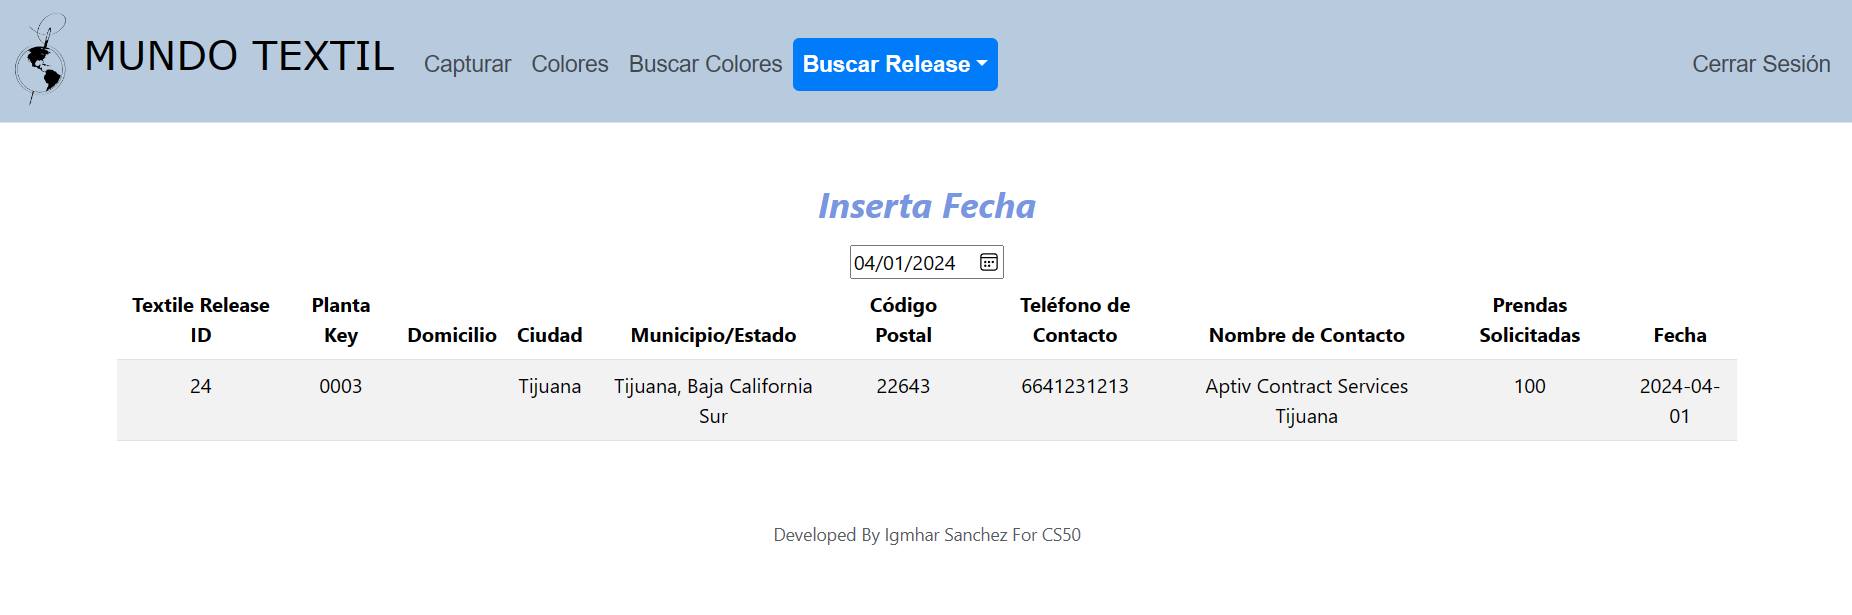 MUNDO TEXTIL Capturar Colores Buscar Colores Buscar Release Cerrar Sesión
Inserta Fecha
04/01/2024
Textile Release ID Planta Key Domicilio Ciudad Municipio/Estado Código Postal Teléfono de Contacto Nombre de Contacto Prendas Solicitadas Fecha
24 0003 Tijuana Tijuana, Baja California Sur 22643 6641231213 Aptiv Contract Services Tijuana 100 2024-04-01
Developed By Igmhar Sanchez For CS50